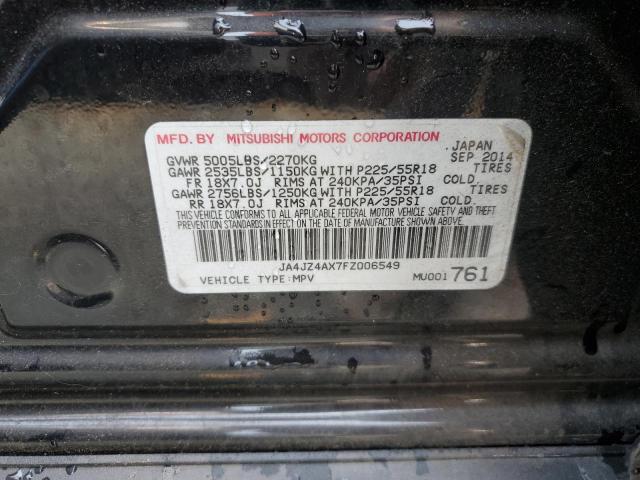 MFD. BY MITSUBISHI MOTORS CORPORATION JAPAN
GVWR 5005LBS/2270KG SEP 2014
GAWR 2535LBS/1150KG WITH P225/55R18 TIRES
FR 18X7.0J RIMS AT 240KPA/35PSI COLD.
GAWR 2756LBS/1250KG WITH P225/55R18 TIRES
RR 18X7.0J RIMS AT 240KPA/35PSI COLD.
THIS VEHICLE CONFORMS TO ALL APPLICABLE FEDERAL MOTOR VEHICLE SAFETY AND THEFT
PREVENTION STANDARDS IN EFFECT ON THE DATE OF MANUFACTURE SHOWN ABOVE.
JA4JZ4AX7FZ006549
VEHICLE TYPE:MPV MU001 761